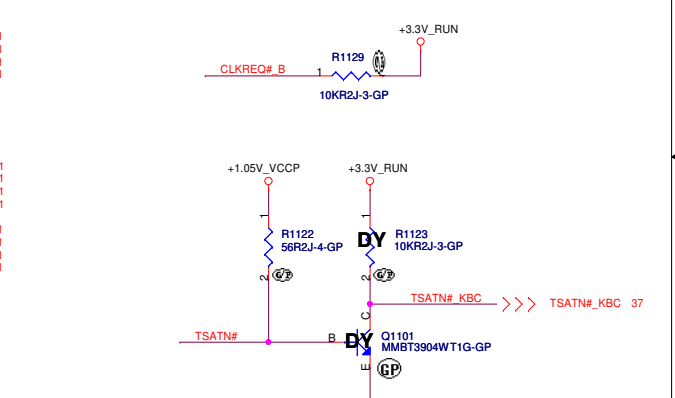 +3.3V_RUN
R1129
CLKREQ#_B
1
10KR2J-3-GP
+1.05V_VCCP
+3.3V_RUN
1
1
R1122
56R2J-4-GP
DY
R1123
10KR2J-3-GP
2
G/P
2
G/P
TSATN#_KBC
TSATN#_KBC 37
C
TSATN#
B
DY
Q1101
MMBT3904WT1G-GP
E
GP